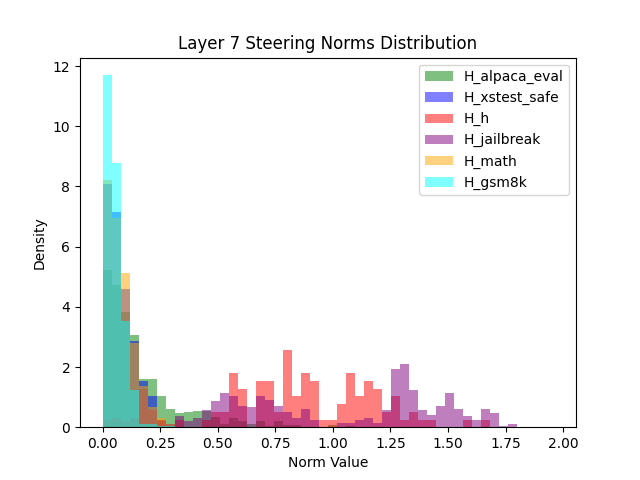 Layer 7 Steering Norms Distribution
H_alpaca_eval
H_xstest_safe
H_h
H_jailbreak
H_math
H_gsm8k
Density
12
10
8
6
4
2
0
0.00 0.25 0.50 0.75 1.00 1.25 1.50 1.75 2.00
Norm Value